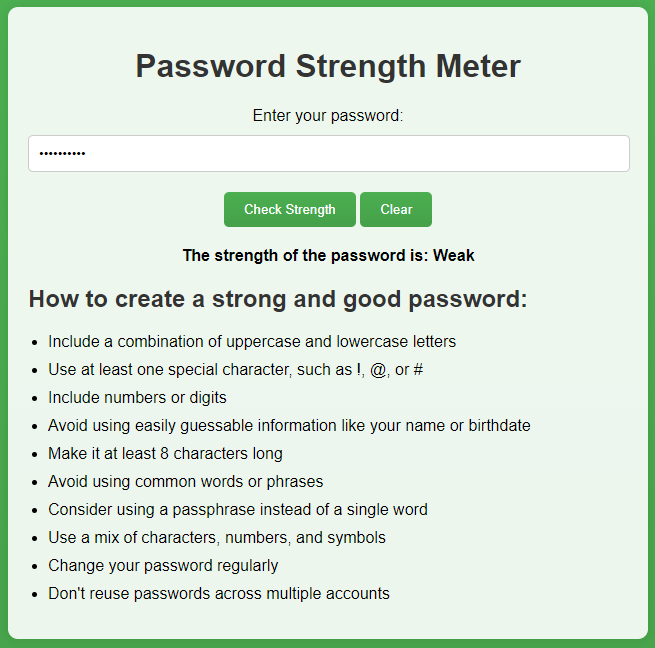 Password Strength Meter
Enter your password:
••••••••••
Check Strength Clear
The strength of the password is: Weak
How to create a strong and good password:
• Include a combination of uppercase and lowercase letters
• Use at least one special character, such as !, @, or #
• Include numbers or digits
• Avoid using easily guessable information like your name or birthdate
• Make it at least 8 characters long
• Avoid using common words or phrases
• Consider using a passphrase instead of a single word
• Use a mix of characters, numbers, and symbols
• Change your password regularly
• Don't reuse passwords across multiple accounts